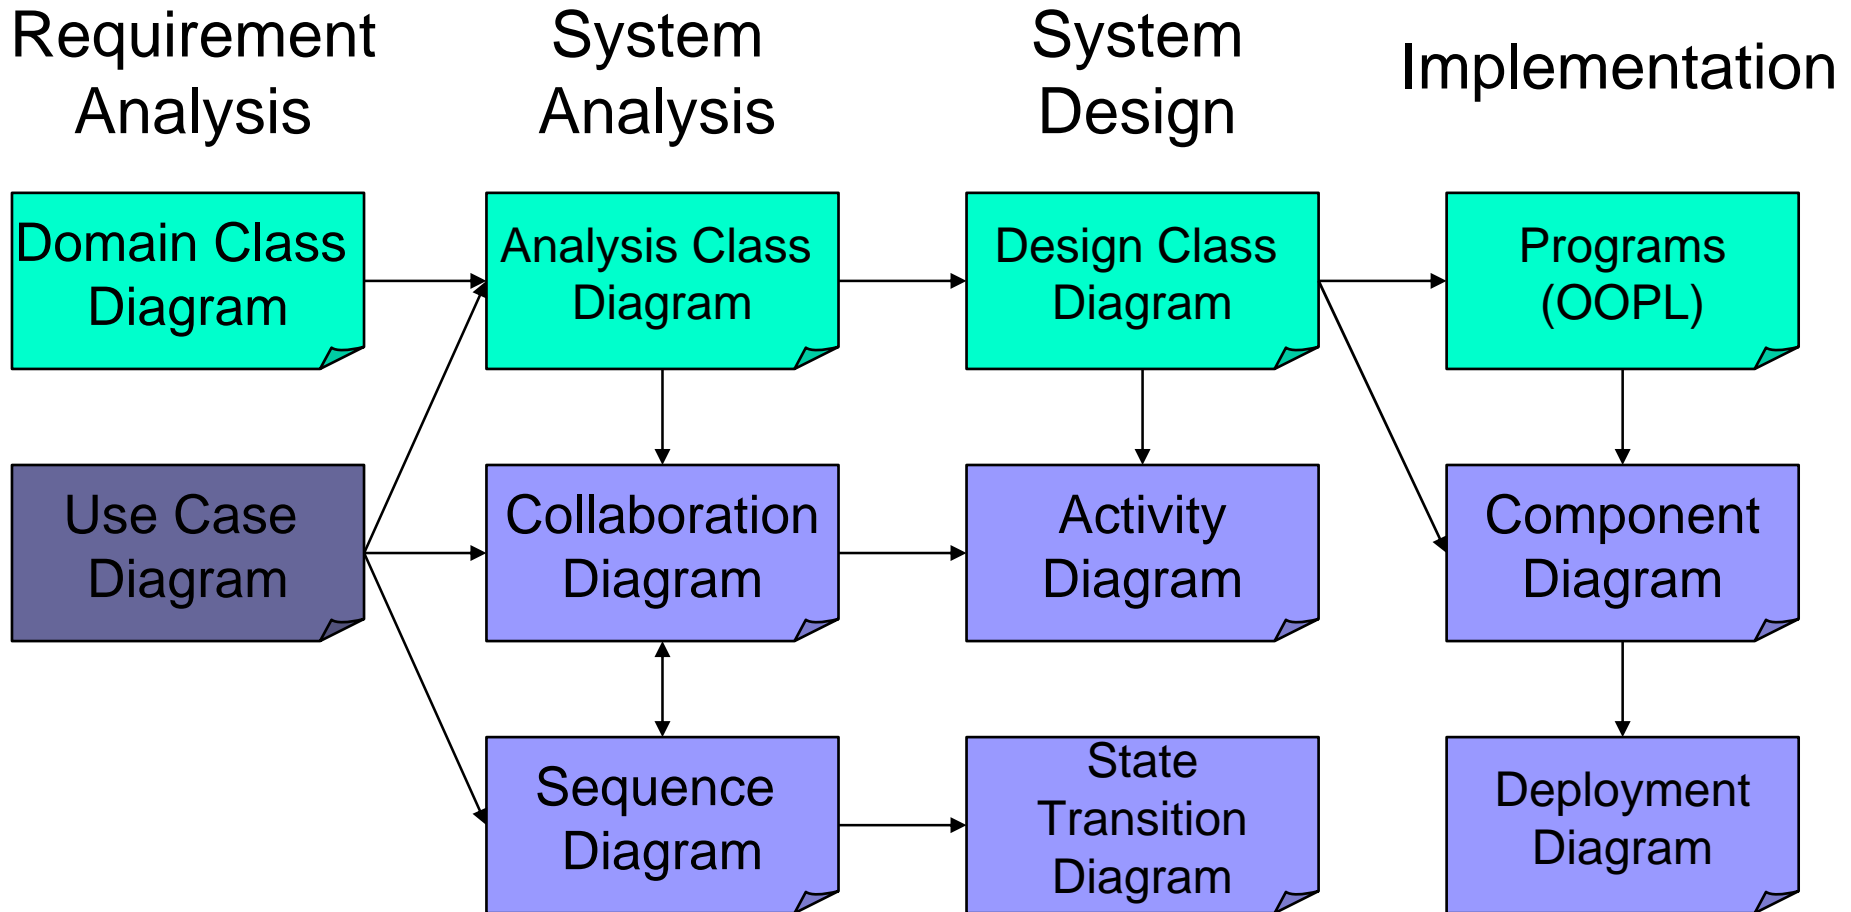 Requirement
Analysis
System
Analysis
System
Design
Implementation
Domain Class
Diagram
Analysis Class
Diagram
Design Class
Diagram
Programs
(OOPL)
Use Case
Diagram
Collaboration
Diagram
Activity
Diagram
Component
Diagram
Sequence
Diagram
State
Transition
Diagram
Deployment
Diagram